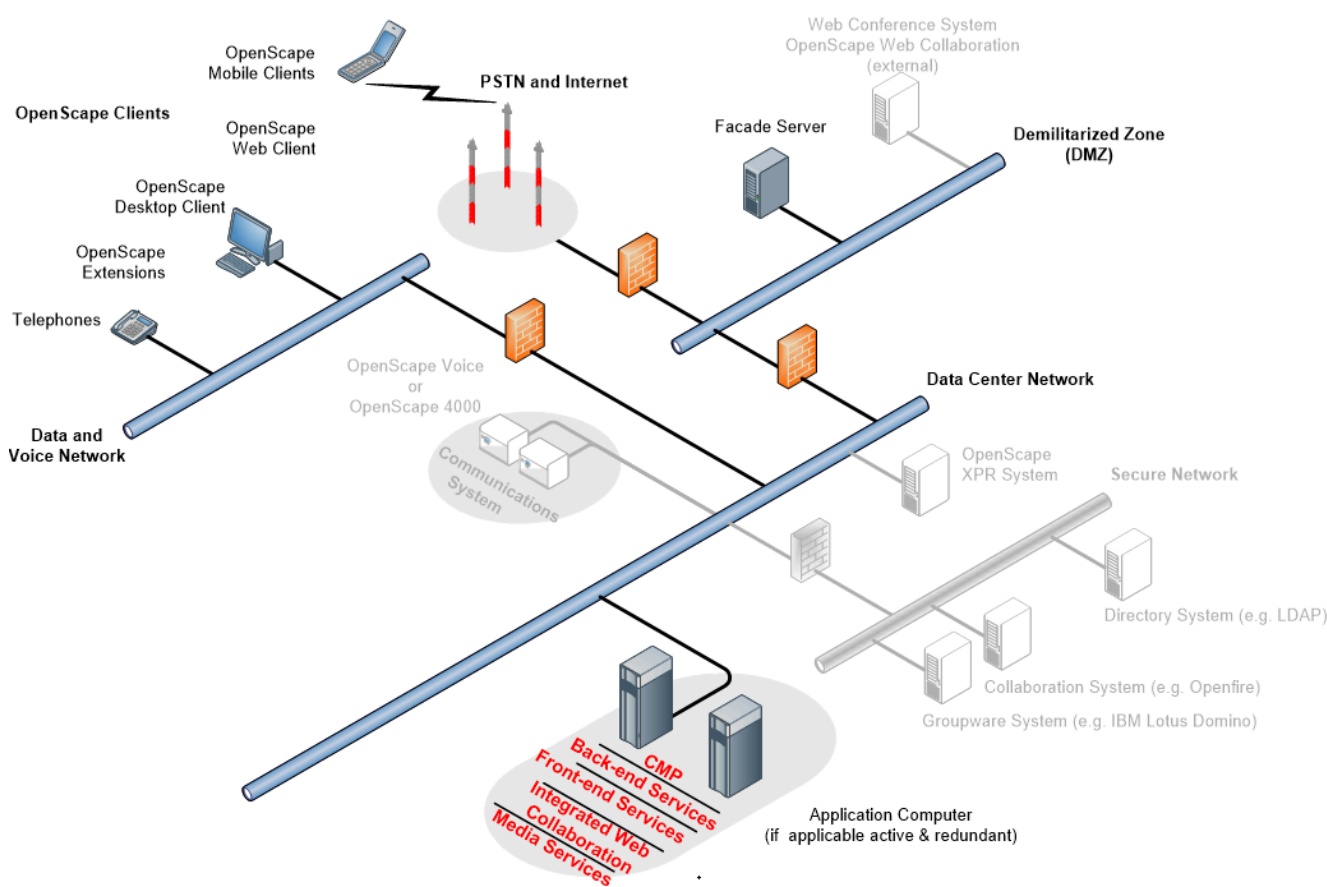 Web Conference System
OpenScape Web Collaboration
(external)
OpenScape
Mobile Clients
PSTN and Internet
OpenScape Clients
OpenScape
Web Client
Facade Server
Demilitarized Zone
(DMZ)
OpenScape
Desktop Client
OpenScape
Extensions
Telephones
OpenScape Voice
or
OpenScape 4000
Data Center Network
Data and
Voice Network
Communications
System
OpenScape
XPR System
Secure Network
Directory System (e.g. LDAP)
Collaboration System (e.g. Openfire)
Groupware System (e.g. IBM Lotus Domino)
CMP
Back-end Services
Front-end Services
Integrated Web
Collaboration
Media Services
Application Computer
(if applicable active & redundant)